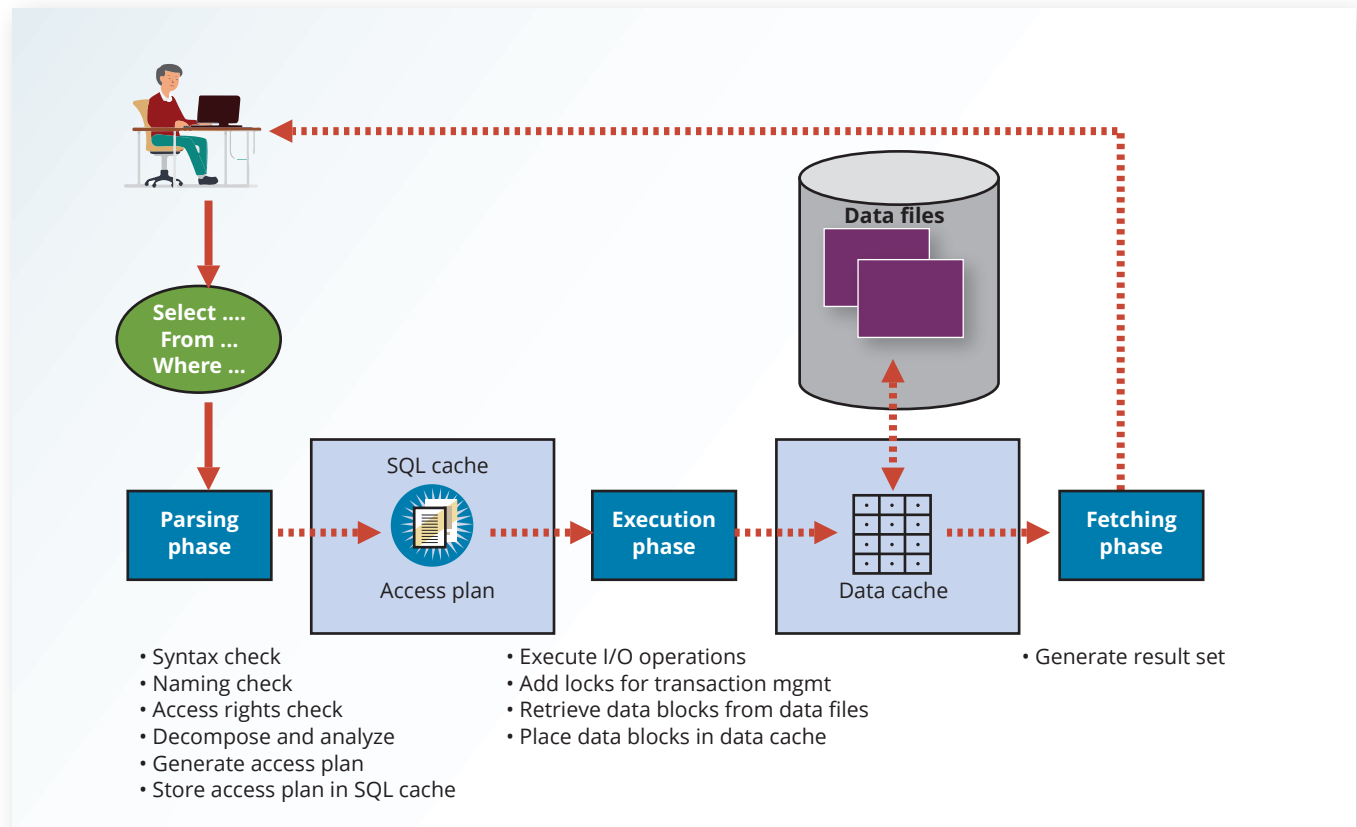 Data files
Select ....
From ...
Where ...
SQL cache
Parsing
phase
Execution
phase
Fetching
phase
Access plan
Data cache
• Syntax check
• Naming check
• Access rights check
• Decompose and analyze
• Generate access plan
• Store access plan in SQL cache
• Execute I/O operations
• Add locks for transaction mgmt
• Retrieve data blocks from data files
• Place data blocks in data cache
• Generate result set